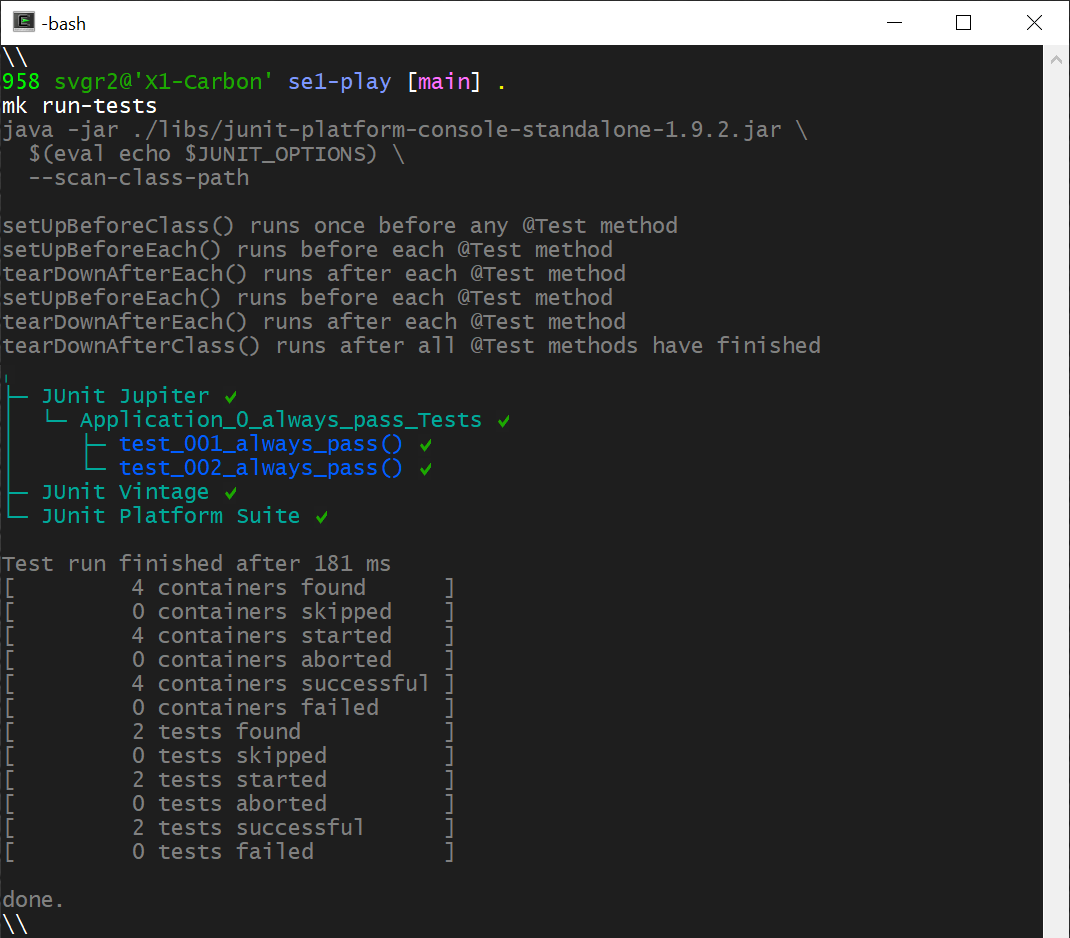 -bash
\\
958 svgr2@'X1-Carbon' se1-play [main] .
mk run-tests
java -jar ./libs/junit-platform-console-standalone-1.9.2.jar \
  $(eval echo $JUNIT_OPTIONS) \
  --scan-class-path

setUpBeforeClass() runs once before any @Test method
setUpBeforeEach() runs before each @Test method
tearDownAfterEach() runs after each @Test method
setUpBeforeEach() runs before each @Test method
tearDownAfterEach() runs after each @Test method
tearDownAfterClass() runs after all @Test methods have finished

╷
├─ JUnit Jupiter ✔
│  └─ Application_0_always_pass_Tests ✔
│     ├─ test_001_always_pass() ✔
│     └─ test_002_always_pass() ✔
├─ JUnit Vintage ✔
└─ JUnit Platform Suite ✔

Test run finished after 181 ms
[         4 containers found      ]
[         0 containers skipped    ]
[         4 containers started    ]
[         0 containers aborted    ]
[         4 containers successful ]
[         0 containers failed     ]
[         2 tests found           ]
[         0 tests skipped         ]
[         2 tests started         ]
[         0 tests aborted         ]
[         2 tests successful      ]
[         0 tests failed          ]

done.
\\